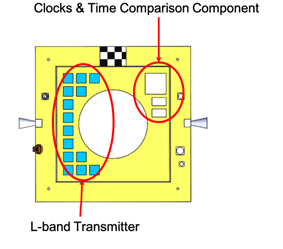 Clocks & Time Comparison Component
L-band Transmitter